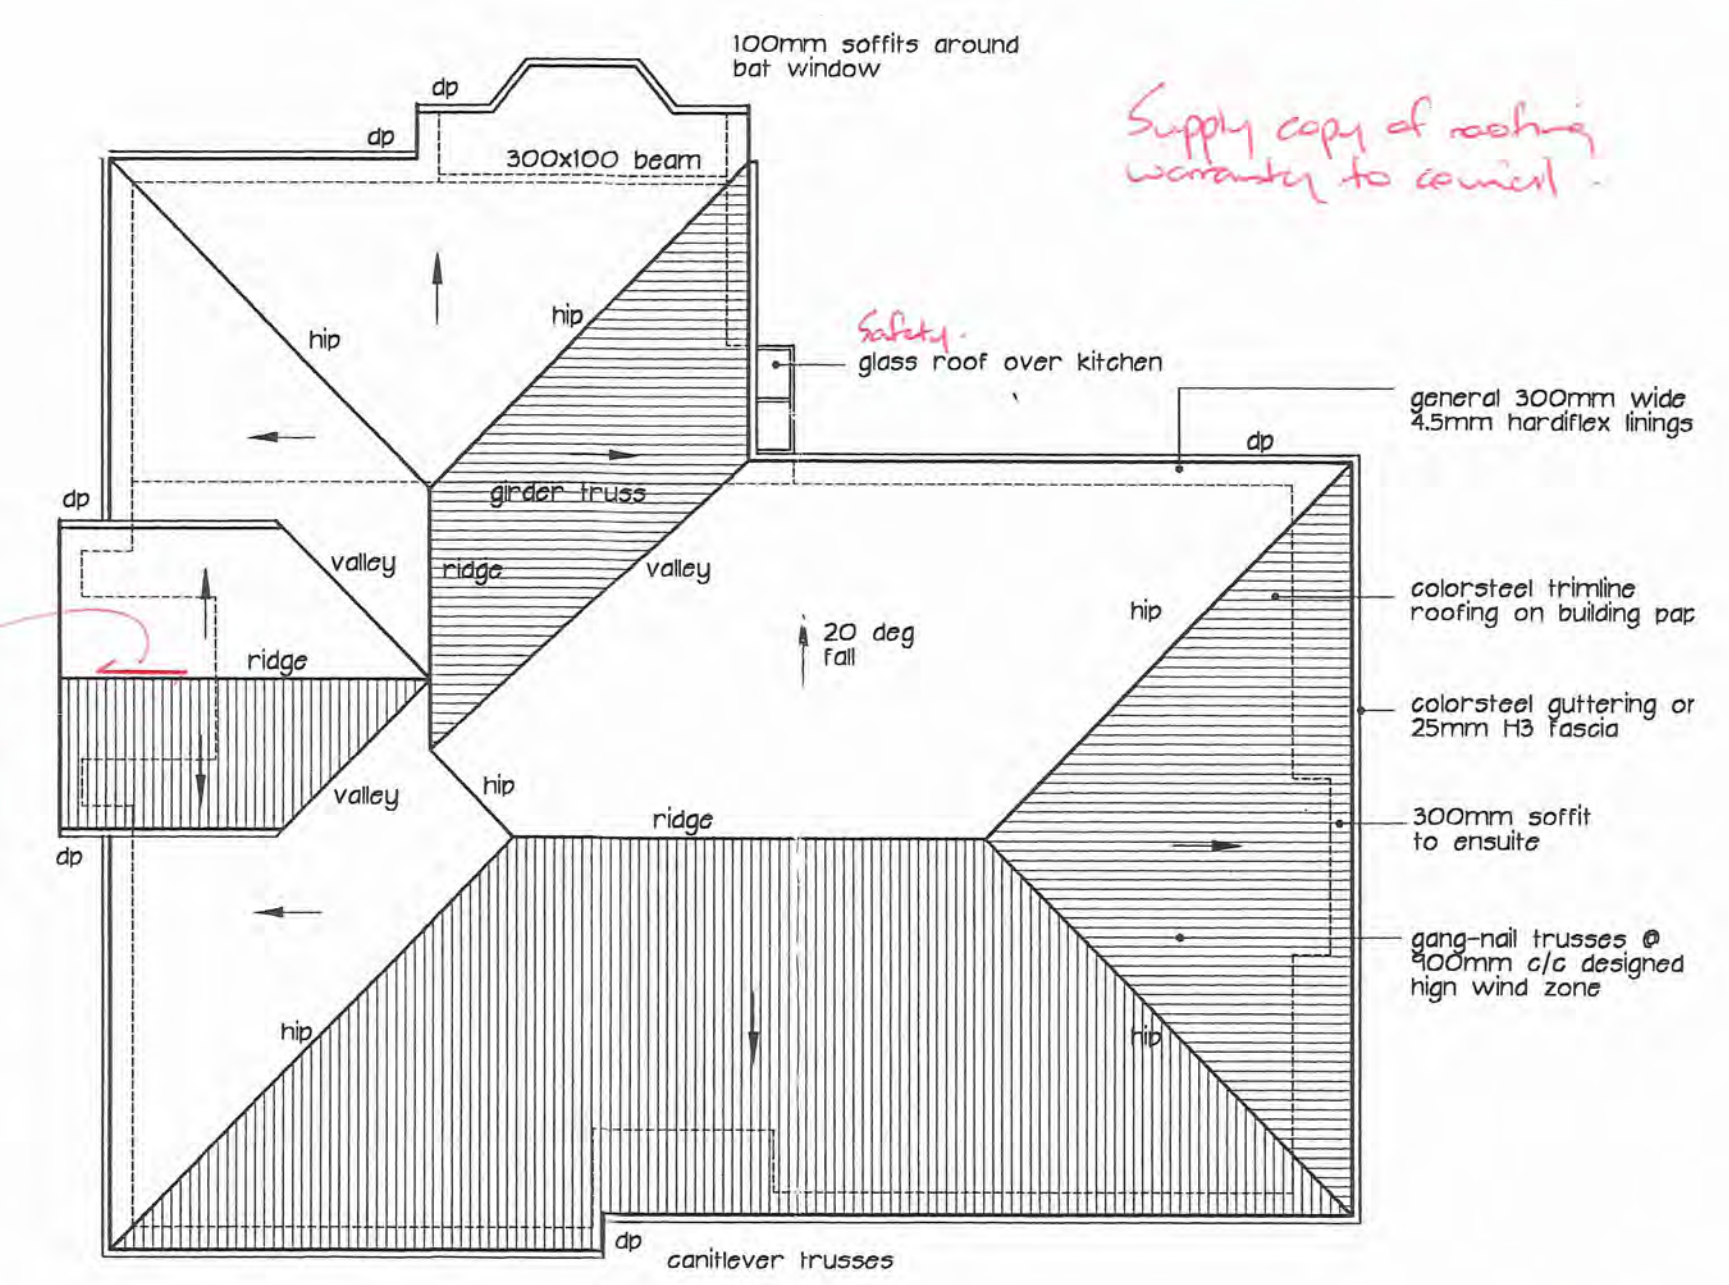 100mm soffits around
bat window
Supply copy of roofing
warranty to council.
dp
dp
300x100 beam
hip
hip
Safety.
glass roof over kitchen
general 300mm wide
4.5mm hardiflex linings
dp
dp
girder truss
valley
ridge
valley
hip
colorsteel trimline
roofing on building pap
20 deg
fall
ridge
colorsteel guttering or
25mm H3 fascia
hip
valley
ridge
300mm soffit
to ensuite
dp
gang-nail trusses @
900mm c/c designed
hign wind zone
hip
hip
dp
canitlever trusses